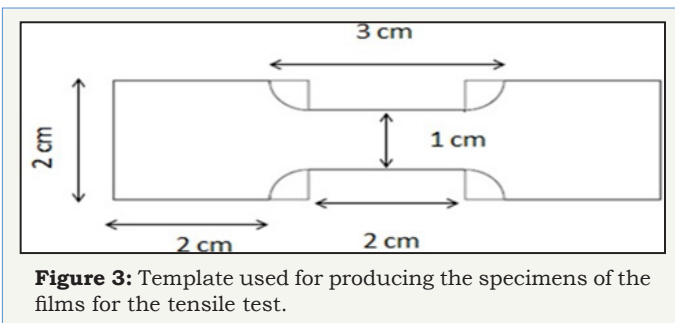 3 cm
2 cm
1 cm
2 cm
2 cm
Figure 3: Template used for producing the specimens of the
films for the tensile test.